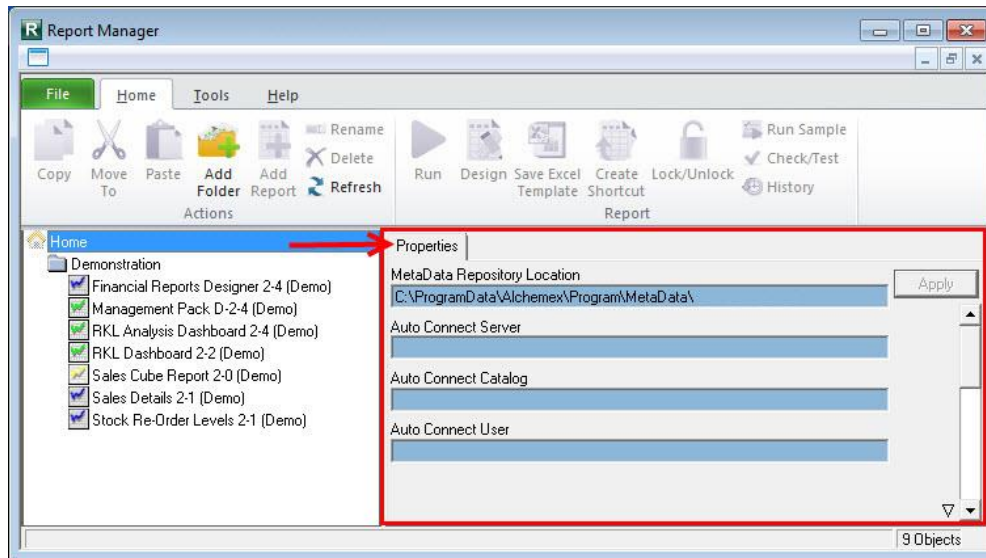 R Report Manager
File Home Tools Help
Copy
Move To
Paste
Add Folder
Add Report
Rename
Delete
Refresh
Actions
Run
Design
Save Excel Template
Create Shortcut
Lock/Unlock
Run Sample
Check/Test
History
Report
Home
Demonstration
Financial Reports Designer 2-4 (Demo)
Management Pack D-2-4 (Demo)
RKL Analysis Dashboard 2-4 (Demo)
RKL Dashboard 2-2 (Demo)
Sales Cube Report 2-0 (Demo)
Sales Details 2-1 (Demo)
Stock Re-Order Levels 2-1 (Demo)
Properties
MetaData Repository Location
C:\ProgramData\Alchemex\Program\MetaData\
Apply
Auto Connect Server
Auto Connect Catalog
Auto Connect User
9 Objects